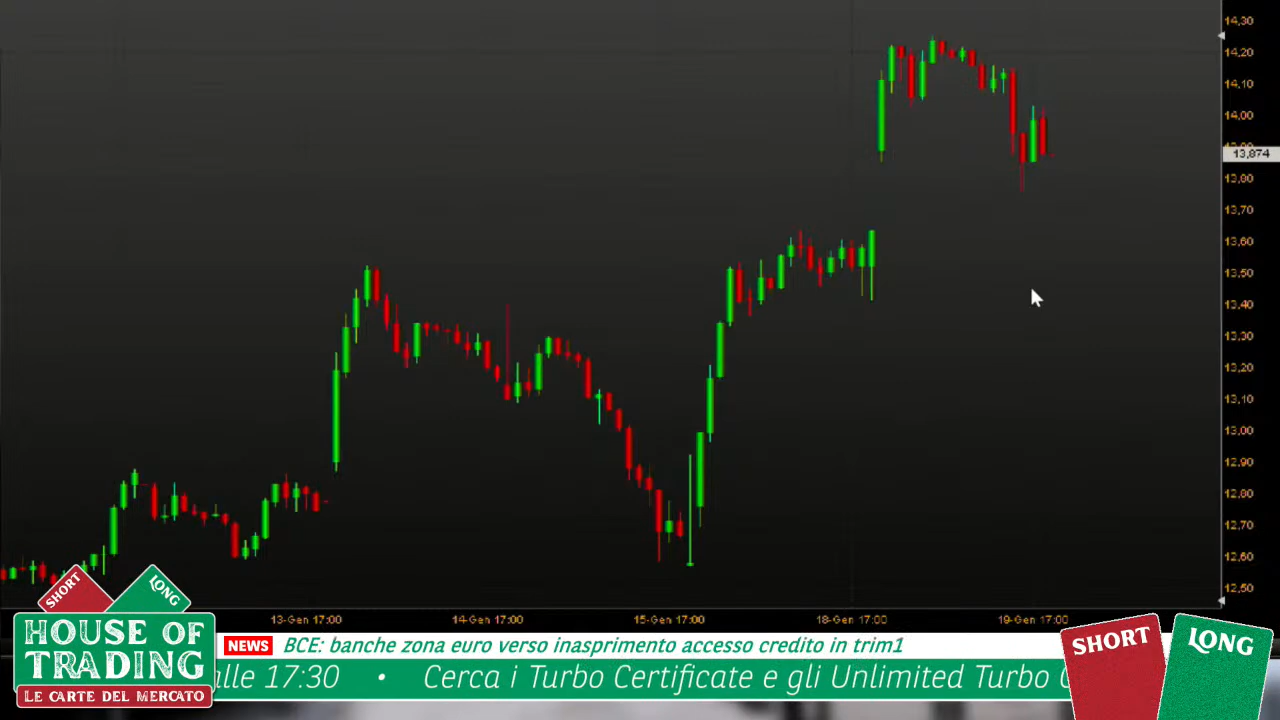 14,30
14,20
14,10
14,00
13,874
13,80
13,70
13,60
13,50
13,40
13,30
13,20
13,10
13,00
12,90
12,80
12,70
12,60
12,50
13-Gen 17:00
14-Gen 17:00
15-Gen 17:00
18-Gen 17:00
19-Gen 17:00
SHORT
LONG
HOUSE OF
TRADING
LE CARTE DEL MERCATO
NEWS BCE: banche zona euro verso inasprimento accesso credito in trim1
alle 17:30 • Cerca i Turbo Certificate e gli Unlimited Turbo
SHORT
LONG